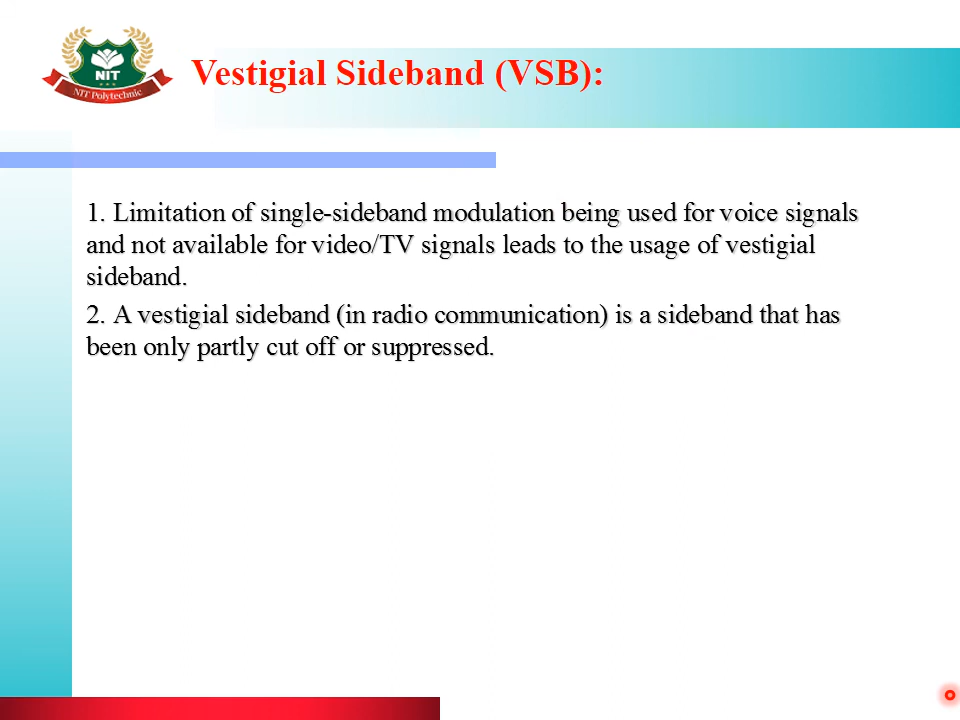 NIT
NIT Polytechnic
Vestigial Sideband (VSB):
1. Limitation of single-sideband modulation being used for voice signals
and not available for video/TV signals leads to the usage of vestigial
sideband.
2. A vestigial sideband (in radio communication) is a sideband that has
been only partly cut off or suppressed.